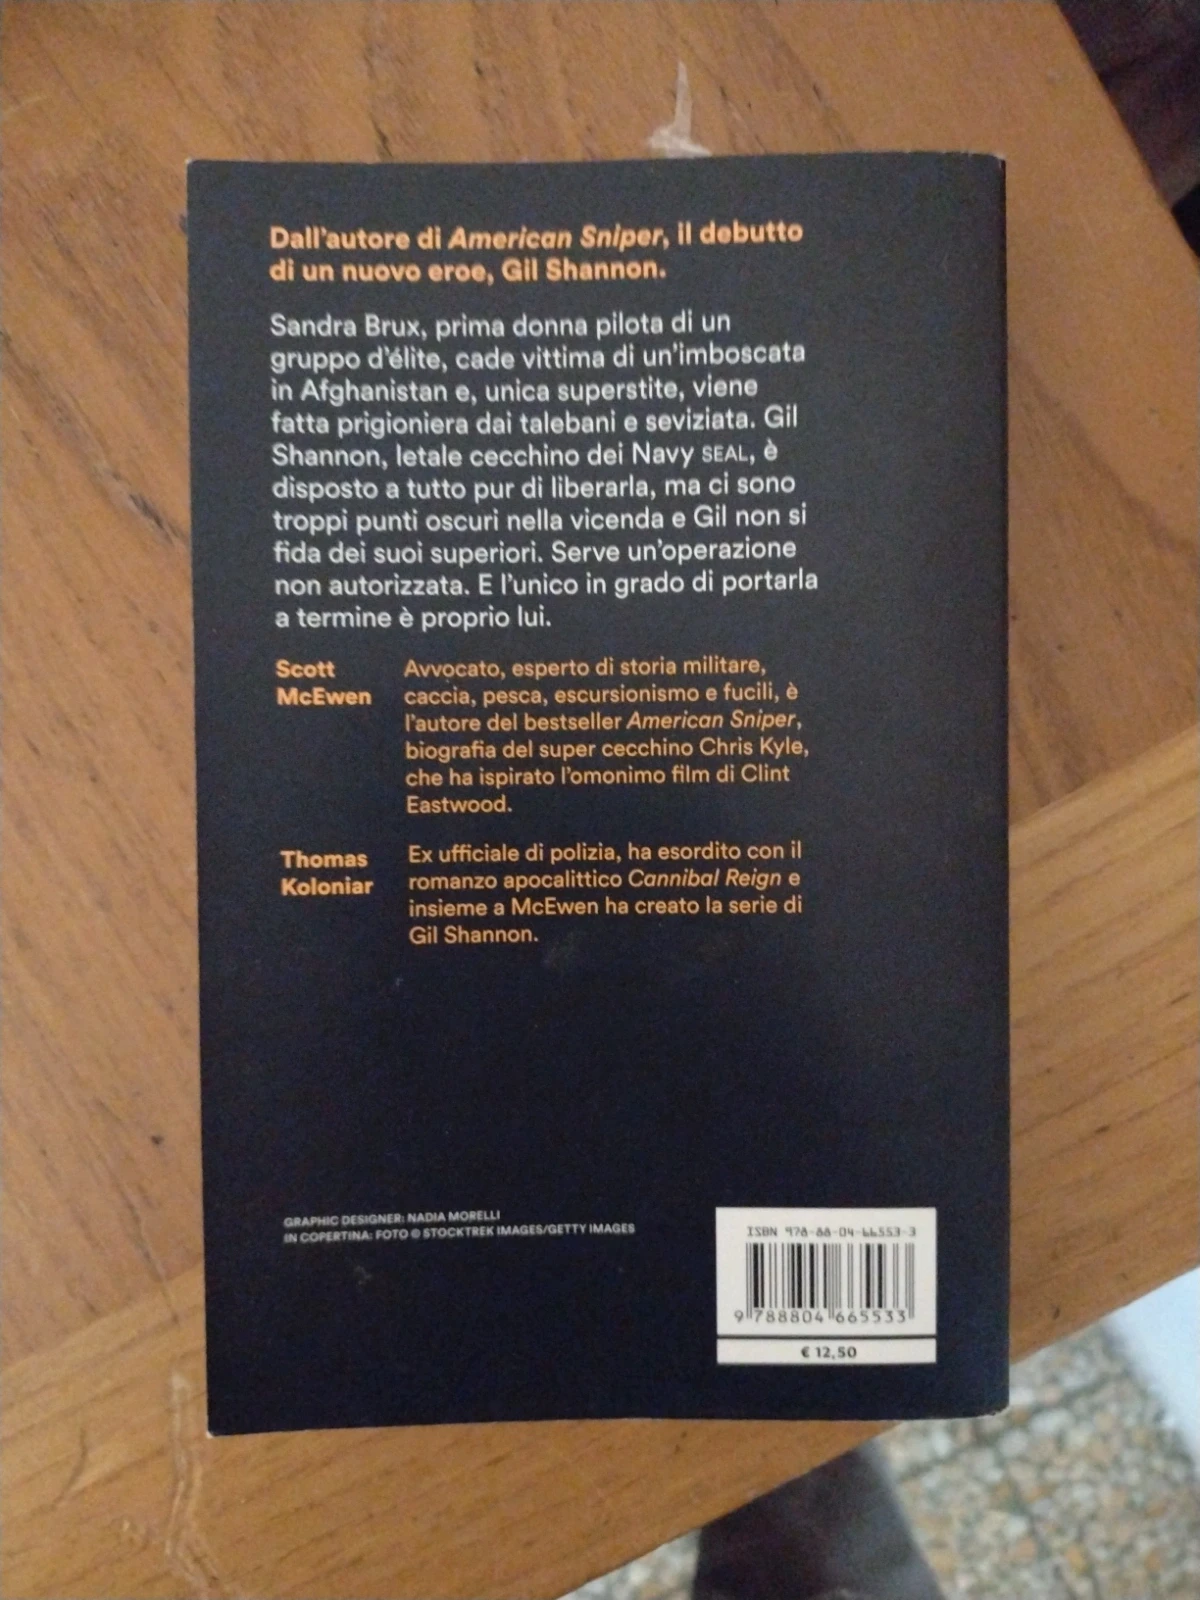 Dall'autore di American Sniper, il debutto
di un nuovo eroe, Gil Shannon.
Sandra Brux, prima donna pilota di un
gruppo d'élite, cade vittima di un'imboscata
in Afghanistan e, unica superstite, viene
fatta prigioniera dai talebani e seviziata. Gil
Shannon, letale cecchino dei Navy SEAL, è
disposto a tutto pur di liberarla, ma ci sono
troppi punti oscuri nella vicenda e Gil non si
fida dei suoi superiori. Serve un'operazione
non autorizzata. E l'unico in grado di portarla
a termine è proprio lui.
Scott
McEwen
Avvocato, esperto di storia militare,
caccia, pesca, escursionismo e fucili, è
l'autore del bestseller American Sniper,
biografia del super cecchino Chris Kyle,
che ha ispirato l'omonimo film di Clint
Eastwood.
Thomas
Koloniar
Ex ufficiale di polizia, ha esordito con il
romanzo apocalittico Cannibal Reign e
insieme a McEwen ha creato la serie di
Gil Shannon.
GRAPHIC DESIGNER: NADIA MORELLI
IN COPERTINA: FOTO © STOCKTREK IMAGES/GETTY IMAGES
ISBN 978-88-04-66553-3
9 788804 665533
€ 12,50